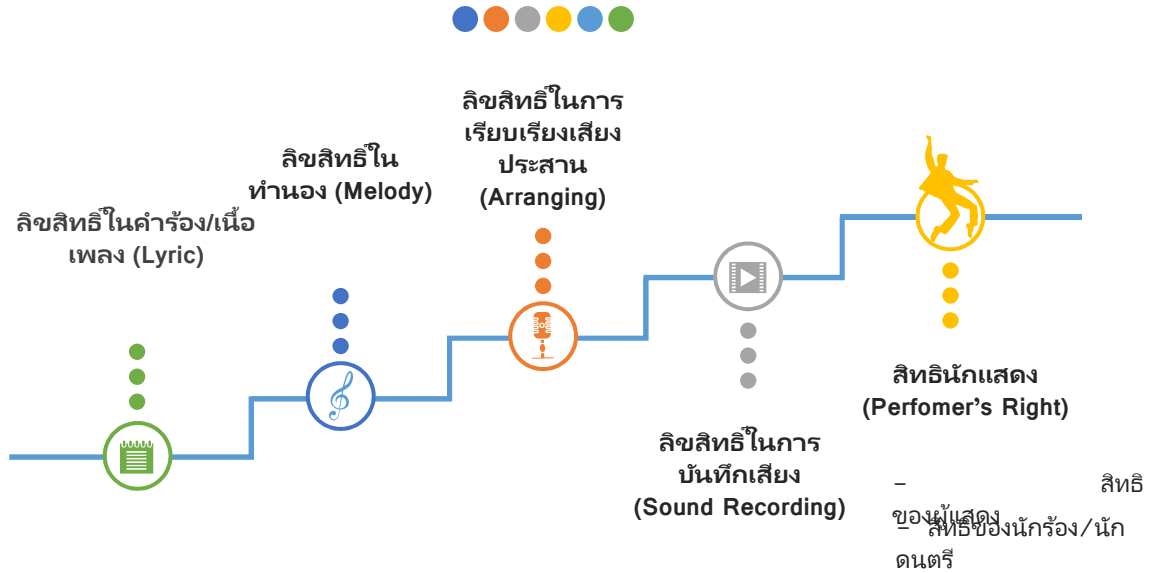 ลิขสิทธิ์ในคำร้อง/เนื้อ
เพลง (Lyric)
ลิขสิทธิ์ใน
ทำนอง (Melody)
ลิขสิทธิ์ในการ
เรียบเรียงเสียง
ประสาน
(Arranging)
ลิขสิทธิ์ในการ
บันทึกเสียง
(Sound Recording)
สิทธินักแสดง
(Perfomer’s Right)
– สิทธิ
ของผู้แสดง
– สิทธิของนักร้อง/นัก
ดนตรี